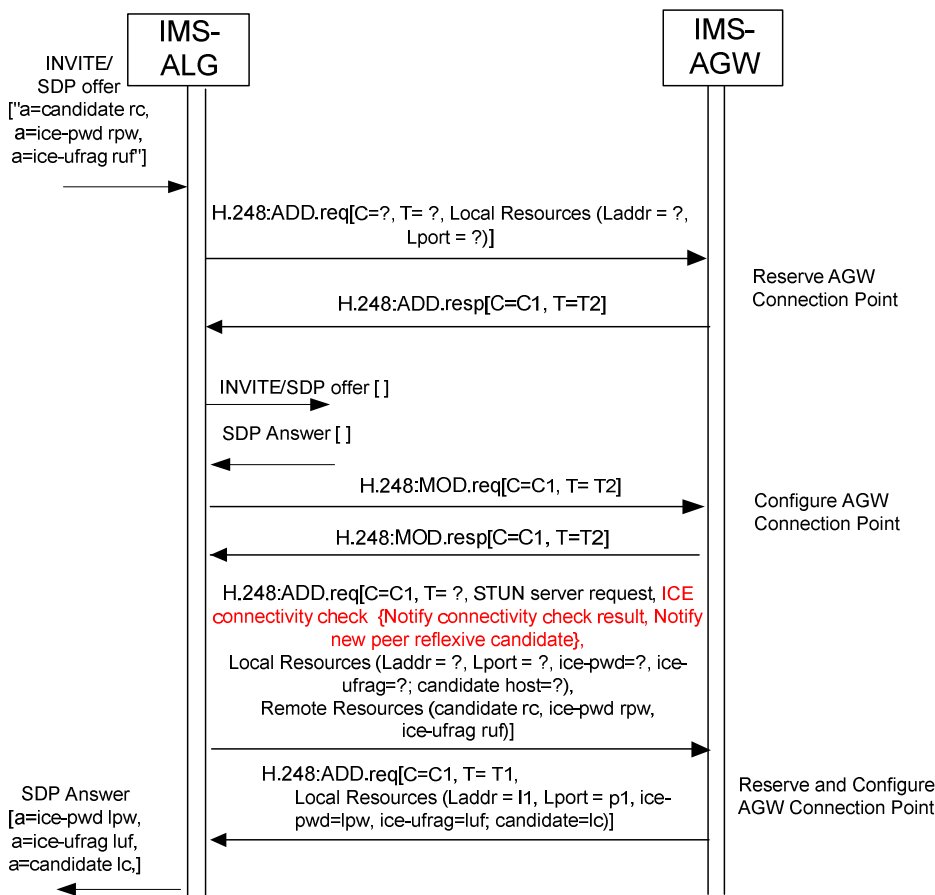 IMS-
ALG
IMS-
AGW
INVITE/
SDP offer
["a=candidate rc,
a=ice-pwd rpw,
a=ice-ufrag ruf"]
H.248:ADD.req[C=?, T= ?, Local Resources (Laddr = ?,
Lport = ?)]
Reserve AGW
Connection Point
H.248:ADD.resp[C=C1, T=T2]
INVITE/SDP offer [ ]
SDP Answer [ ]
H.248:MOD.req[C=C1, T= T2]
Configure AGW
Connection Point
H.248:MOD.resp[C=C1, T=T2]
H.248:ADD.req[C=C1, T= ?, STUN server request, ICE
connectivity check {Notify connectivity check result, Notify
new peer reflexive candidate},
Local Resources (Laddr = ?, Lport = ?, ice-pwd=?, ice-
ufrag=?; candidate host=?),
Remote Resources (candidate rc, ice-pwd rpw,
ice-ufrag ruf)]
H.248:ADD.req[C=C1, T= T1,
Local Resources (Laddr = l1, Lport = p1, ice-
pwd=lpw, ice-ufrag=luf; candidate=lc)]
Reserve and Configure
AGW Connection Point
SDP Answer
[a=ice-pwd lpw,
a=ice-ufrag luf,
a=candidate lc,]